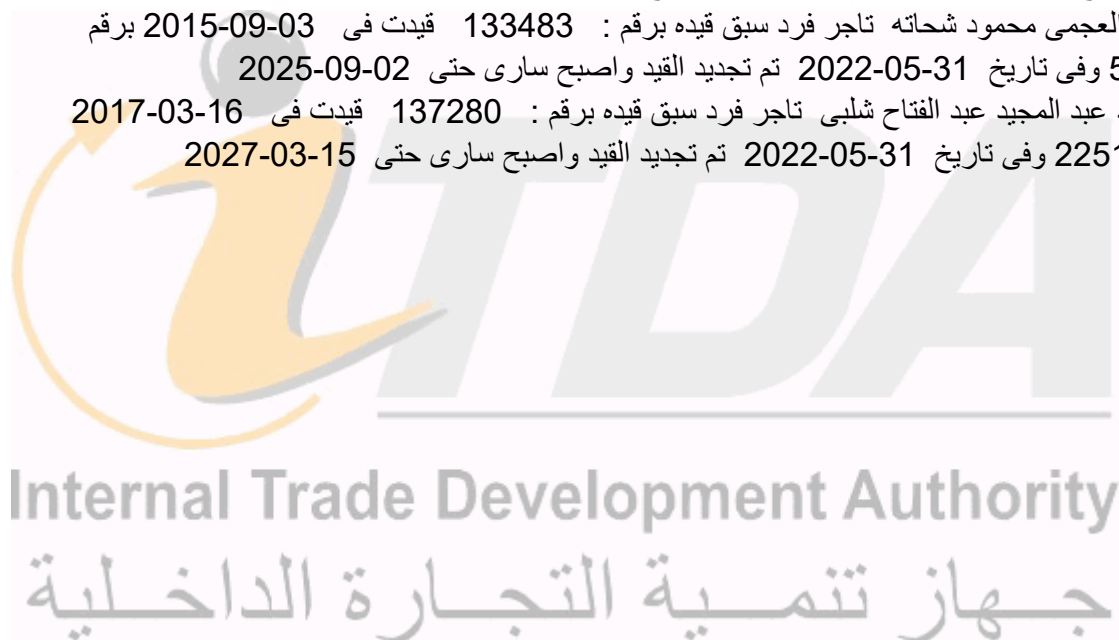 العجمى محمود شحاته تاجر فرد سبق قيده برقم : 133483 قيدت فى 03-09-2015 برقم
5 وفى تاريخ 31-05-2022 تم تجديد القيد واصبح سارى حتى 02-09-2025
عبد المجيد عبد الفتاح شلبى تاجر فرد سبق قيده برقم : 137280 قيدت فى 16-03-2017
2251 وفى تاريخ 31-05-2022 تم تجديد القيد واصبح سارى حتى 15-03-2027
iTDA
Internal Trade Development Authority
جهاز تنمية التجارة الداخلية